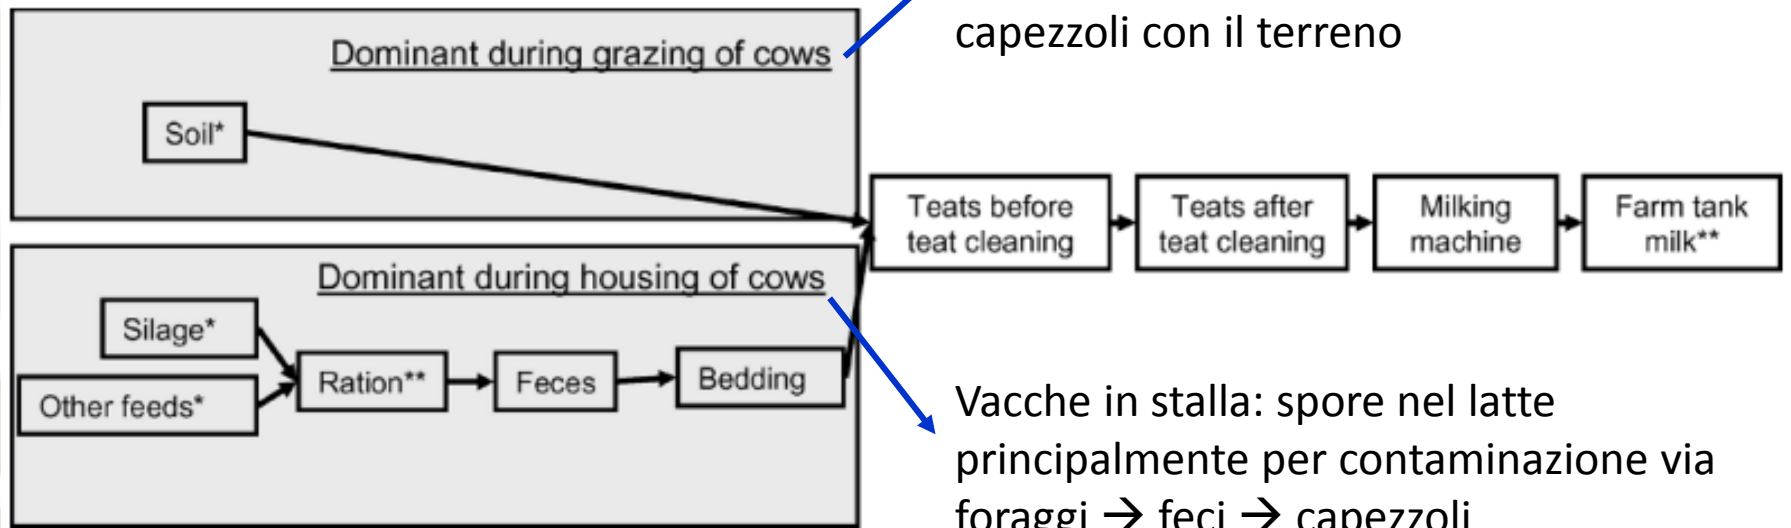 capezzoli con il terreno
Dominant during grazing of cows
Soil*
Teats before
teat cleaning
Teats after
teat cleaning
Milking
machine
Farm tank
milk**
Dominant during housing of cows
Silage*
Other feeds*
Ration**
Feces
Bedding
Vacche in stalla: spore nel latte
principalmente per contaminazione via
foraggi → feci → capezzoli